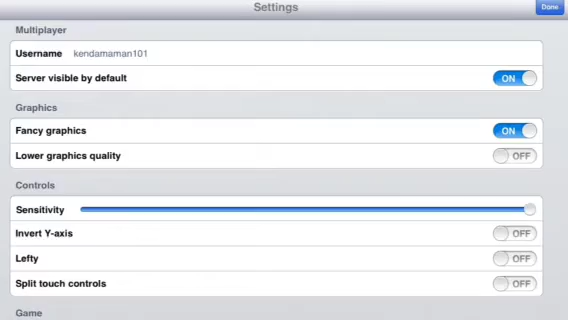 Settings
Done
Multiplayer
Username kendamaman101
Server visible by default ON
Graphics
Fancy graphics ON
Lower graphics quality OFF
Controls
Sensitivity
Invert Y-axis OFF
Lefty OFF
Split touch controls OFF
Game